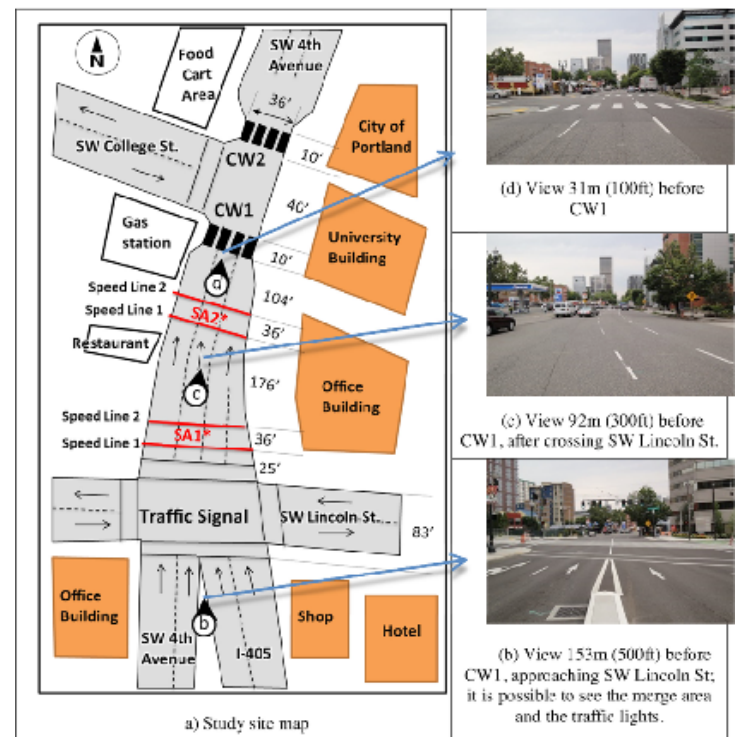 N
Food
Cart
Area
SW 4th
Avenue
36'
City of
Portland
SW College St.
CW2
10'
40'
CW1
Gas
station
University
Building
10'
d
Speed Line 2
104'
Speed Line 1
SA2*
36'
Restaurant
176'
Office
Building
c
Speed Line 2
SA1*
36'
Speed Line 1
25'
Traffic Signal
SW Lincoln St.
83'
Office
Building
b
Shop
Hotel
SW 4th
Avenue
I-405
a) Study site map
(d) View 31m (100ft) before
CW1
(c) View 92m (300ft) before
CW1, after crossing SW Lincoln St.
(b) View 153m (500ft) before
CW1, approaching SW Lincoln St;
it is possible to see the merge area
and the traffic lights.